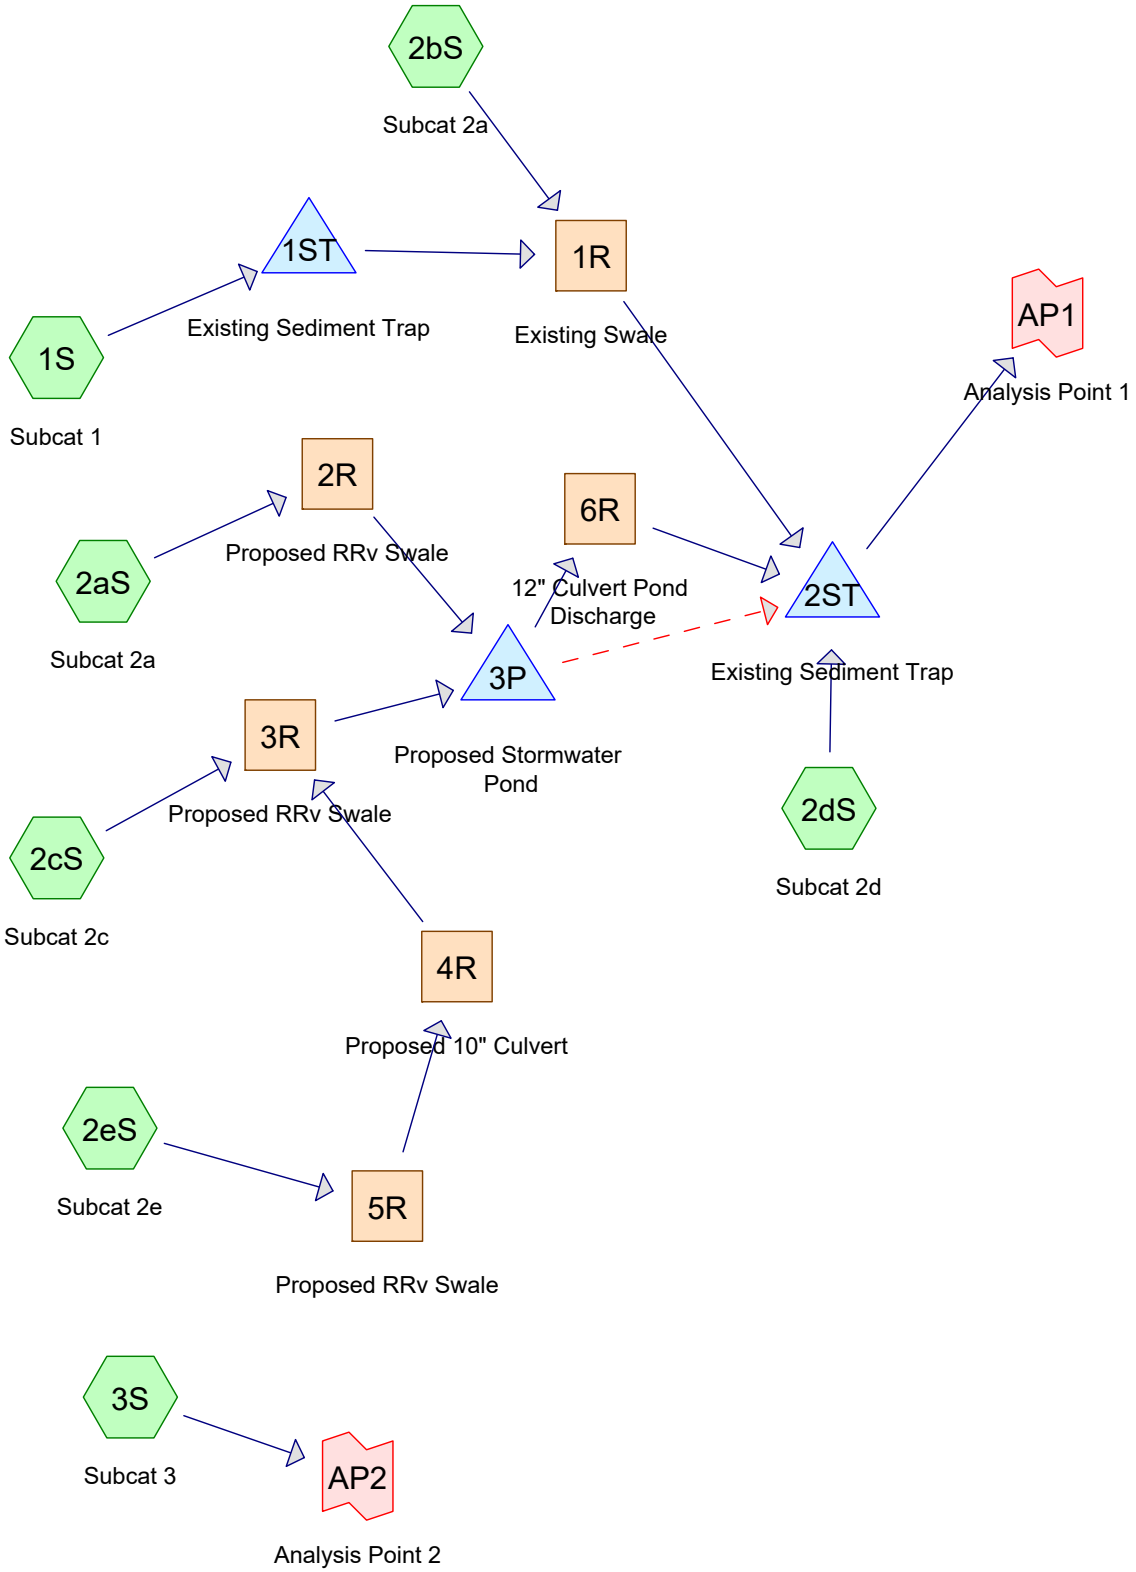 2bS
Subcat 2a
1ST
Existing Sediment Trap
1R
Existing Swale
AP1
Analysis Point 1
1S
Subcat 1
2R
Proposed RRv Swale
6R
12" Culvert Pond
Discharge
2aS
Subcat 2a
2ST
Existing Sediment Trap
3P
Proposed Stormwater
Pond
3R
Proposed RRv Swale
2dS
Subcat 2d
2cS
Subcat 2c
4R
Proposed 10" Culvert
2eS
Subcat 2e
5R
Proposed RRv Swale
3S
Subcat 3
AP2
Analysis Point 2